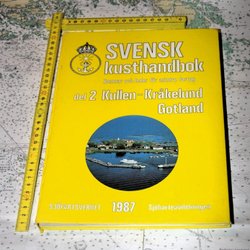 SVENSK
kusthandbok
del 2 Kullen-Kråkelund
Gotland
SJÖFARTSVERKET 1987 Sjökarteavdelningen